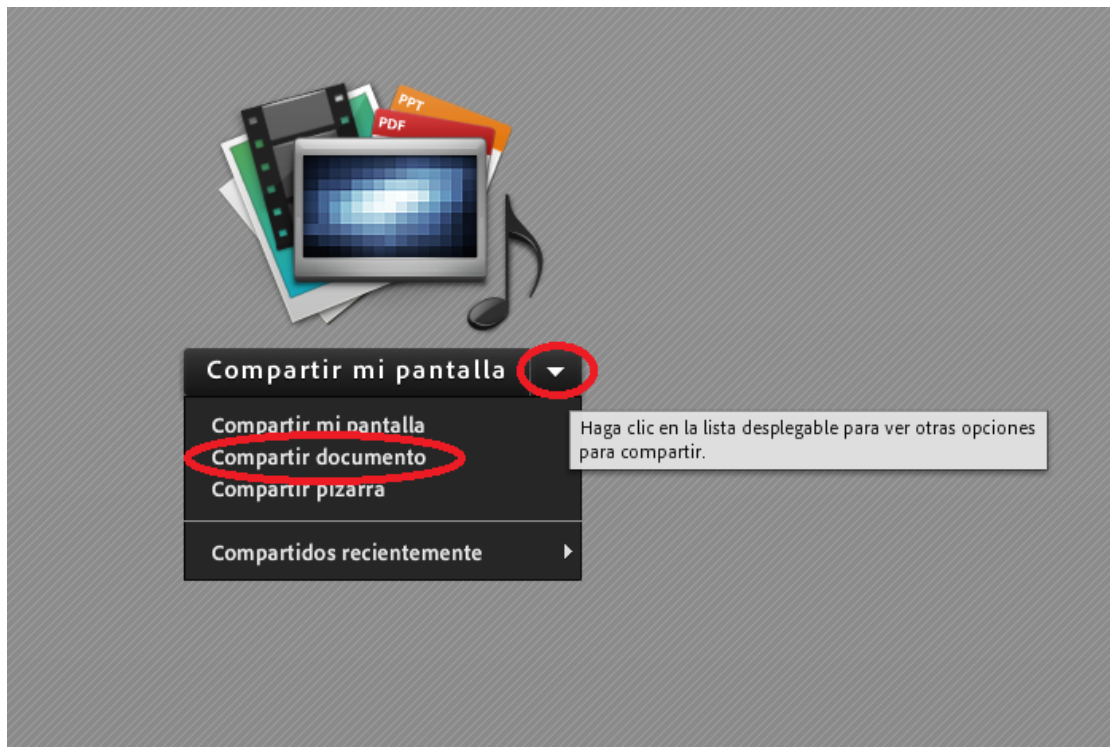 PPT
PDF
Compartir mi pantalla
Compartir mi pantalla
Compartir documento
Compartir pizarra
Compartidos recientemente
Haga clic en la lista desplegable para ver otras opciones
para compartir.